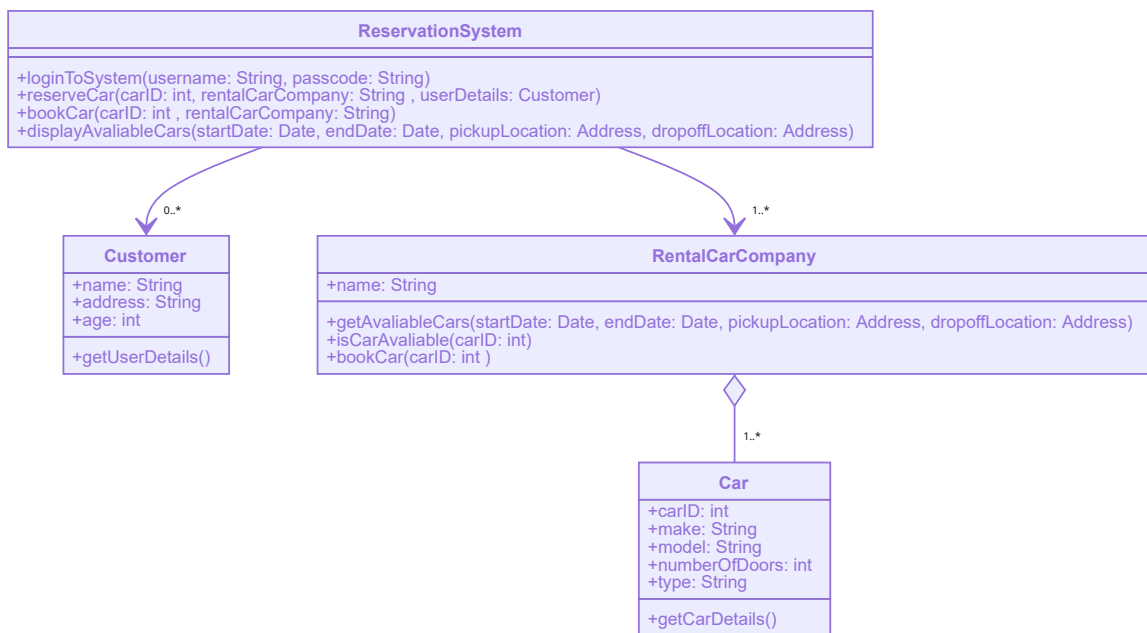 ReservationSystem
+loginToSystem(username: String, passcode: String)
+reserveCar(carID: int, rentalCarCompany: String , userDetails: Customer)
+bookCar(carID: int , rentalCarCompany: String)
+displayAvaliableCars(startDate: Date, endDate: Date, pickupLocation: Address, dropoffLocation: Address)
0..*
1..*
Customer
+name: String
+address: String
+age: int
+getUserDetails()
RentalCarCompany
+name: String
+getAvaliableCars(startDate: Date, endDate: Date, pickupLocation: Address, dropoffLocation: Address)
+isCarAvaliable(carID: int)
+bookCar(carID: int )
1..*
Car
+carID: int
+make: String
+model: String
+numberOfDoors: int
+type: String
+getCarDetails()